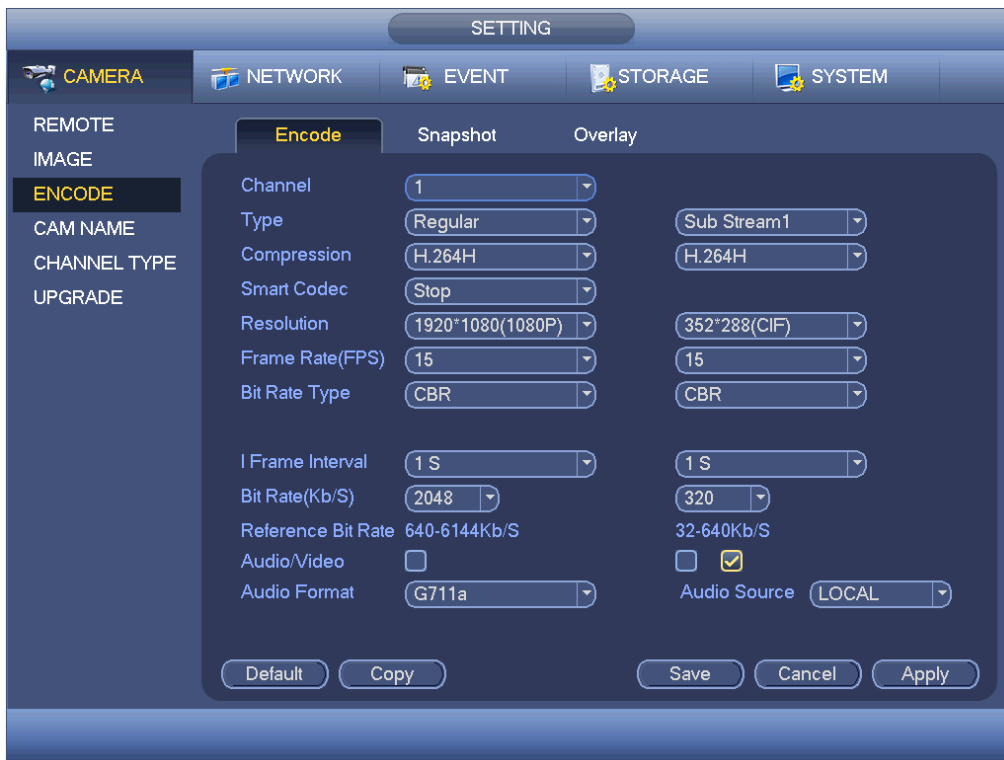 SETTING
CAMERA NETWORK EVENT STORAGE SYSTEM
REMOTE
IMAGE
ENCODE
CAM NAME
CHANNEL TYPE
UPGRADE
Encode Snapshot Overlay
Channel 1
Type Regular Sub Stream1
Compression H.264H H.264H
Smart Codec Stop
Resolution 1920*1080(1080P) 352*288(CIF)
Frame Rate(FPS) 15 15
Bit Rate Type CBR CBR
I Frame Interval 1 S 1 S
Bit Rate(Kb/S) 2048 320
Reference Bit Rate 640-6144Kb/S 32-640Kb/S
Audio/Video
Audio Format G711a Audio Source LOCAL
Default Copy Save Cancel Apply